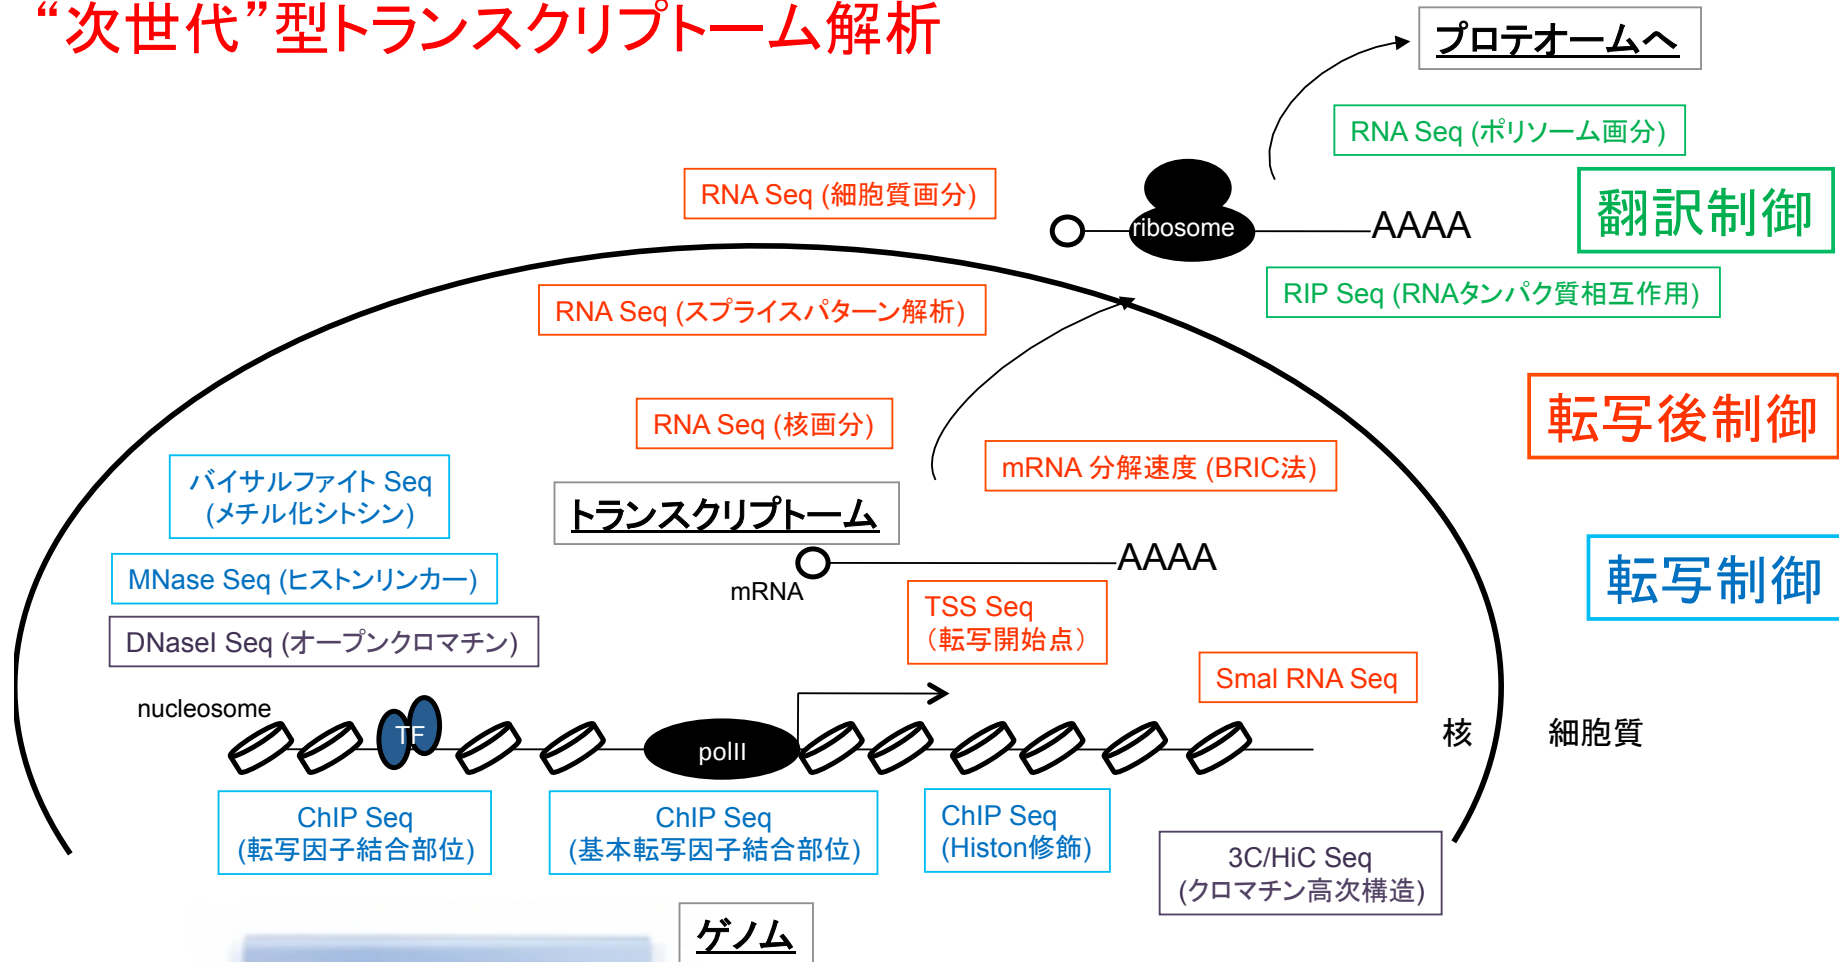 “次世代”型トランスクリプトーム解析
プロテオームへ
RNA Seq (ポリソーム画分)
RNA Seq (細胞質画分)
翻訳制御
ribosome
AAAA
RIP Seq (RNAタンパク質相互作用)
RNA Seq (スプライスパターン解析)
転写後制御
RNA Seq (核画分)
mRNA 分解速度 (BRIC法)
バイサルファイト Seq
(メチル化シトシン)
トランスクリプトーム
AAAA
転写制御
MNase Seq (ヒストンリンカー)
mRNA
TSS Seq
（転写開始点）
DNaseI Seq (オープンクロマチン)
Smal RNA Seq
nucleosome
TF
polII
核
細胞質
ChIP Seq
(転写因子結合部位)
ChIP Seq
(基本転写因子結合部位)
ChIP Seq
(Histon修飾)
3C/HiC Seq
(クロマチン高次構造)
ゲノム